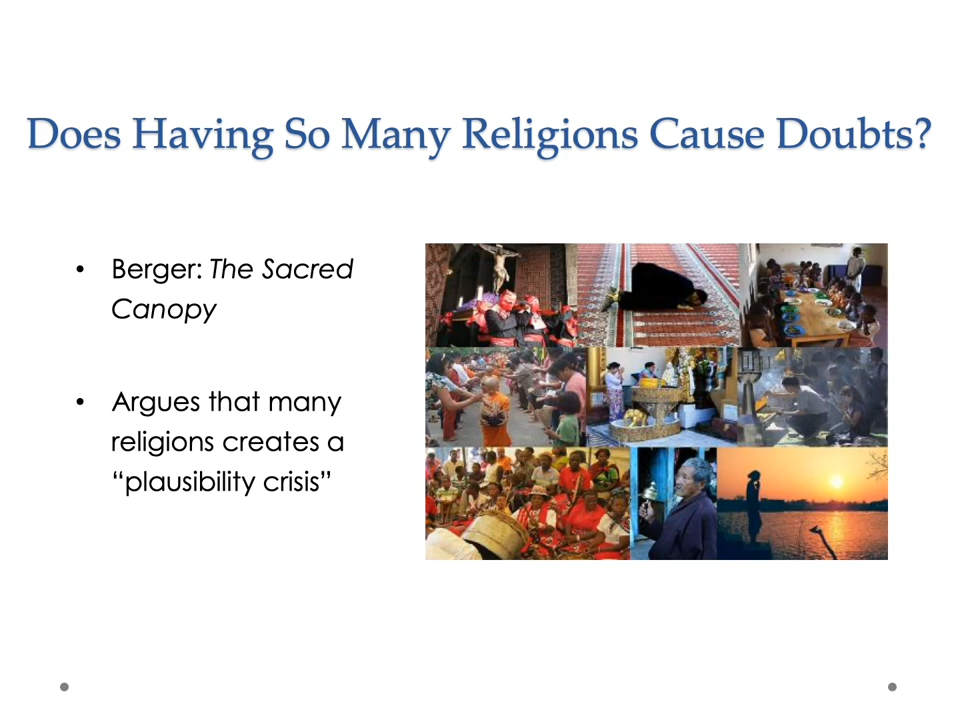 Does Having So Many Religions Cause Doubts?
• Berger: The Sacred
Canopy
• Argues that many
religions creates a
“plausibility crisis”